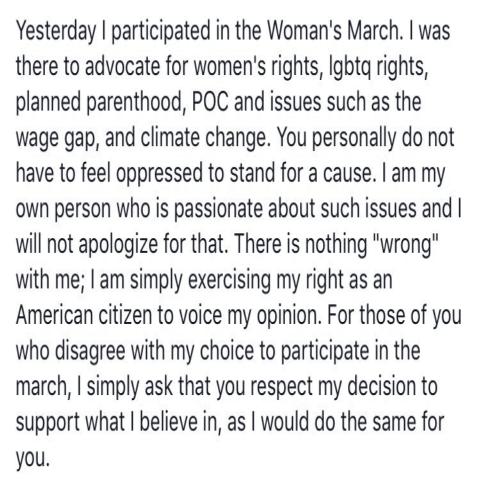 Yesterday I participated in the Woman's March. I was
there to advocate for women's rights, lgbtq rights,
planned parenthood, POC and issues such as the
wage gap, and climate change. You personally do not
have to feel oppressed to stand for a cause. I am my
own person who is passionate about such issues and I
will not apologize for that. There is nothing "wrong"
with me; I am simply exercising my right as an
American citizen to voice my opinion. For those of you
who disagree with my choice to participate in the
march, I simply ask that you respect my decision to
support what I believe in, as I would do the same for
you.